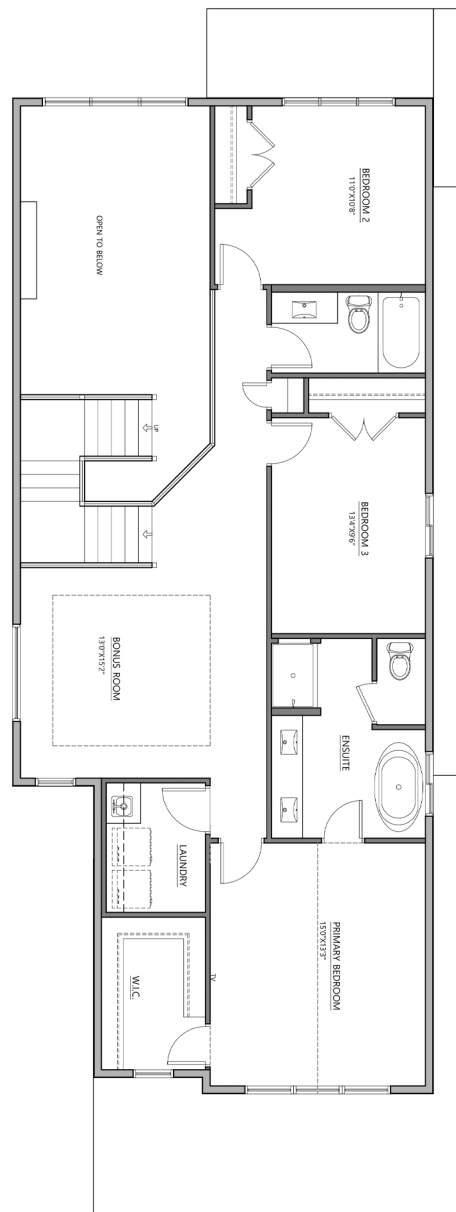 BEDROOM 2
11'0"X10'8"
OPEN TO BELOW
UP
BEDROOM 3
13'4"X9'6"
BONUS ROOM
13'0"X15'2"
ENSUITE
LAUNDRY
PRIMARY BEDROOM
15'0"X13'3"
TV
W.I.C.